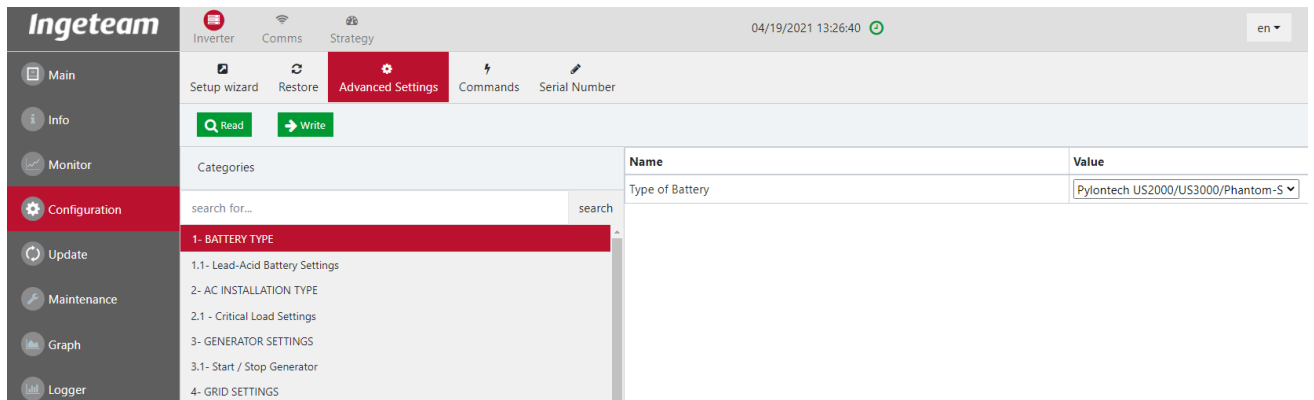 Ingeteam
Inverter Comms Strategy
04/19/2021 13:26:40
en
Main
Info
Monitor
Configuration
Update
Maintenance
Graph
Logger
Setup wizard Restore Advanced Settings Commands Serial Number
Read Write
Categories
search for... search
1- BATTERY TYPE
1.1- Lead-Acid Battery Settings
2- AC INSTALLATION TYPE
2.1 - Critical Load Settings
3- GENERATOR SETTINGS
3.1- Start / Stop Generator
4- GRID SETTINGS
Name Value
Type of Battery Pylontech US2000/US3000/Phantom-S